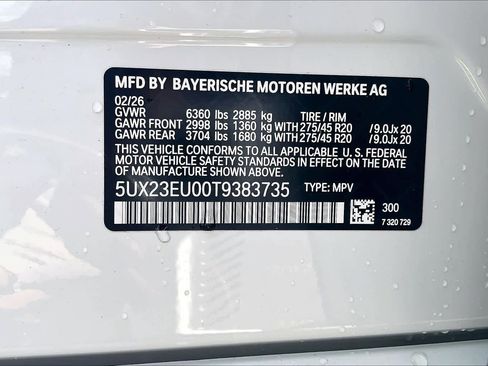 MFD BY BAYERISCHE MOTOREN WERKE AG
02/26
GVWR 6360 lbs 2885 kg TIRE / RIM
GAWR FRONT 2998 lbs 1360 kg WITH 275/45 R20 /9.0Jx 20
GAWR REAR 3704 lbs 1680 kg WITH 275/45 R20 /9.0Jx 20
THIS VEHICLE CONFORMS TO ALL APPLICABLE U. S. FEDERAL
MOTOR VEHICLE SAFETY STANDARDS IN EFFECT
ON THE DATE OF MANUFACTURE SHOWN ABOVE.
5UX23EU00T9383735 TYPE: MPV
300
7 320 729